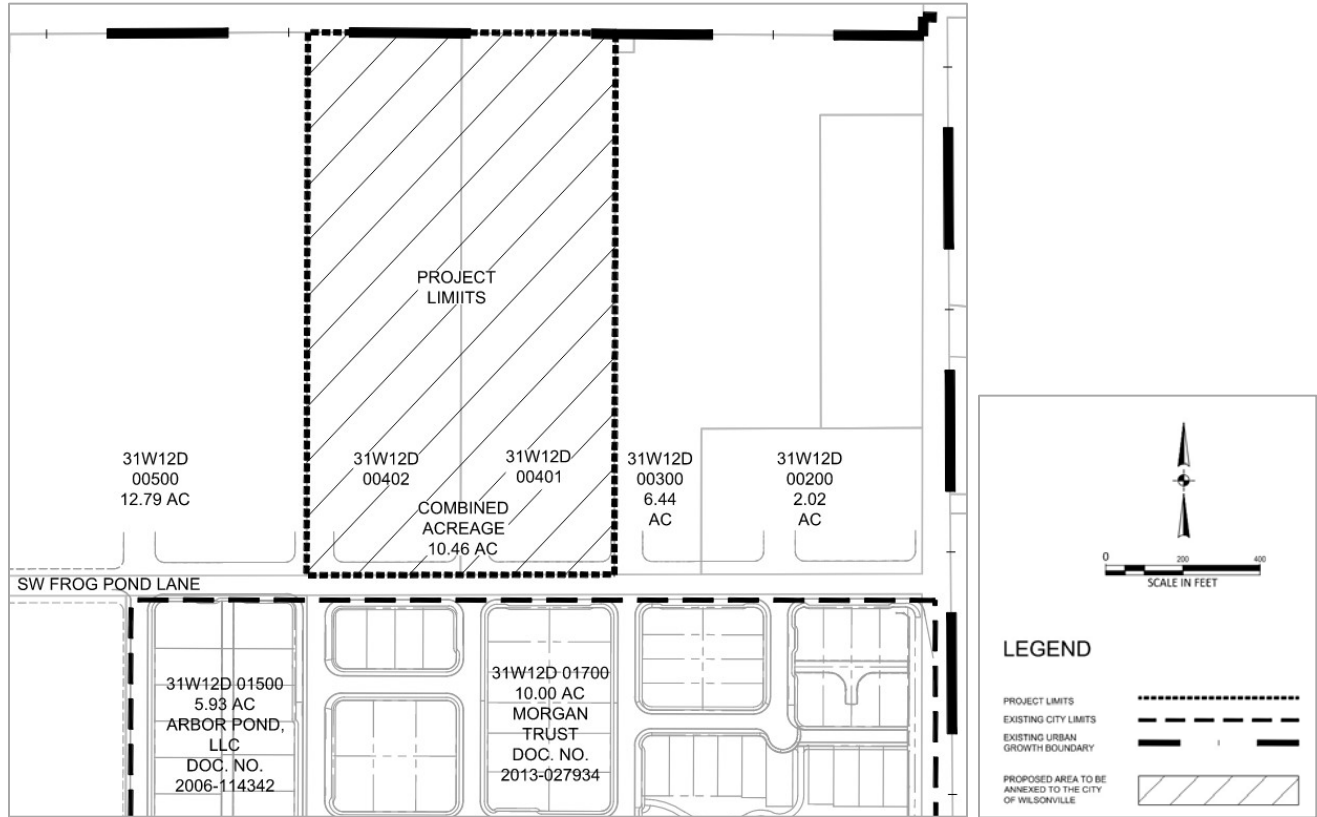 PROJECT
LIMIITS
31W12D
00500
12.79 AC
31W12D
00402
31W12D
00401
COMBINED
ACREAGE
10.46 AC
31W12D
00300
6.44
AC
31W12D
00200
2.02
AC
SW FROG POND LANE
31W12D 01500
5.93 AC
ARBOR POND,
LLC
DOC. NO.
2006-114342
31W12D 01700
10.00 AC
MORGAN
TRUST
DOC. NO.
2013-027934
0 200 400
SCALE IN FEET
LEGEND
PROJECT LIMITS
EXISTING CITY LIMITS
EXISTING URBAN
GROWTH BOUNDARY
PROPOSED AREA TO BE
ANNEXED TO THE CITY
OF WILSONVILLE